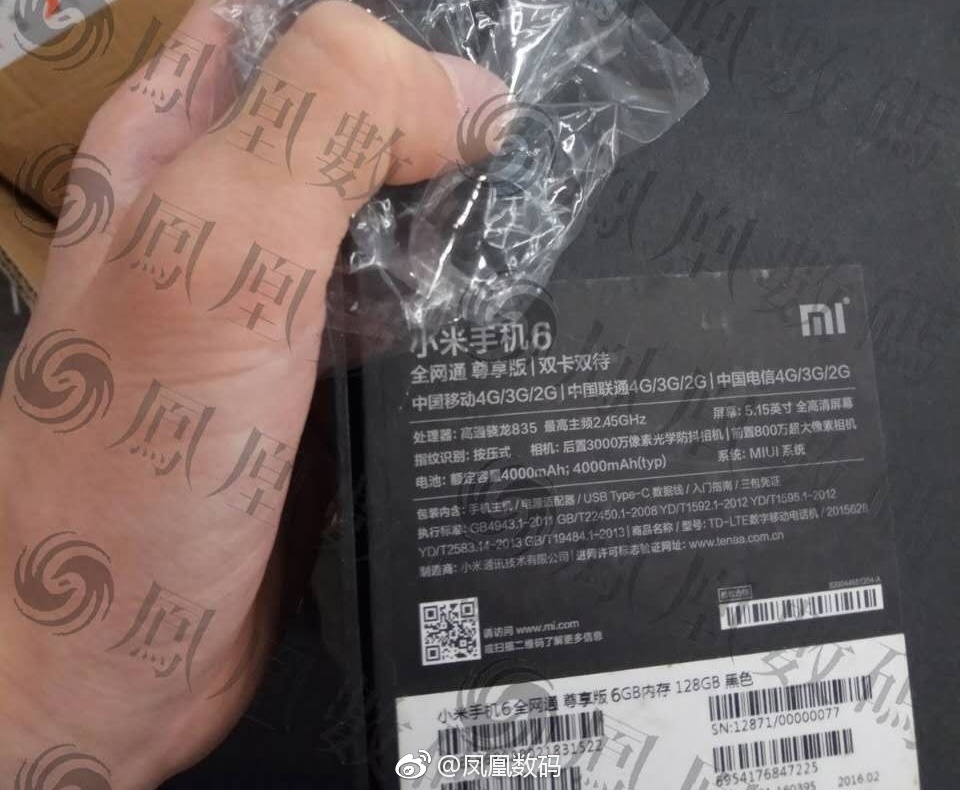 小米手机6
全网通 尊享版 | 双卡双待
中国移动4G/3G/2G | 中国联通4G/3G/2G | 中国电信4G/3G/2G
处理器: 高通骁龙835 最高主频2.45GHz 屏幕: 5.15英寸 全高清屏幕
指纹识别: 按压式 相机: 后置3000万像素光学防抖相机 | 前置800万超大像素相机
电池: 额定容量4000mAh; 4000mAh(typ) 系统: MIUI 系统
包装内含: 手机主机 / 电源适配器 / USB Type-C 数据线 / 入门指南 / 三包凭证
执行标准: GB4943.1-2011 GB/T22450.1-2008 YD/T1592.1-2012 YD/T1595.1-2012
YD/T2583.14-2013 GB/T19484.1-2013 | 商品名称 / 型号: TD-LTE数字移动电话机 / 2015628
制造商: 小米通讯技术有限公司 | 进网许可标志验证网址: www.tenaa.com.cn
请访问 www.mi.com
或扫描二维码了解更多信息
小米手机6 全网通 尊享版 6GB内存 128GB 黑色
SN:12871/00000077
6954176847225
2016.02
@凤凰数码
鳳凰數码